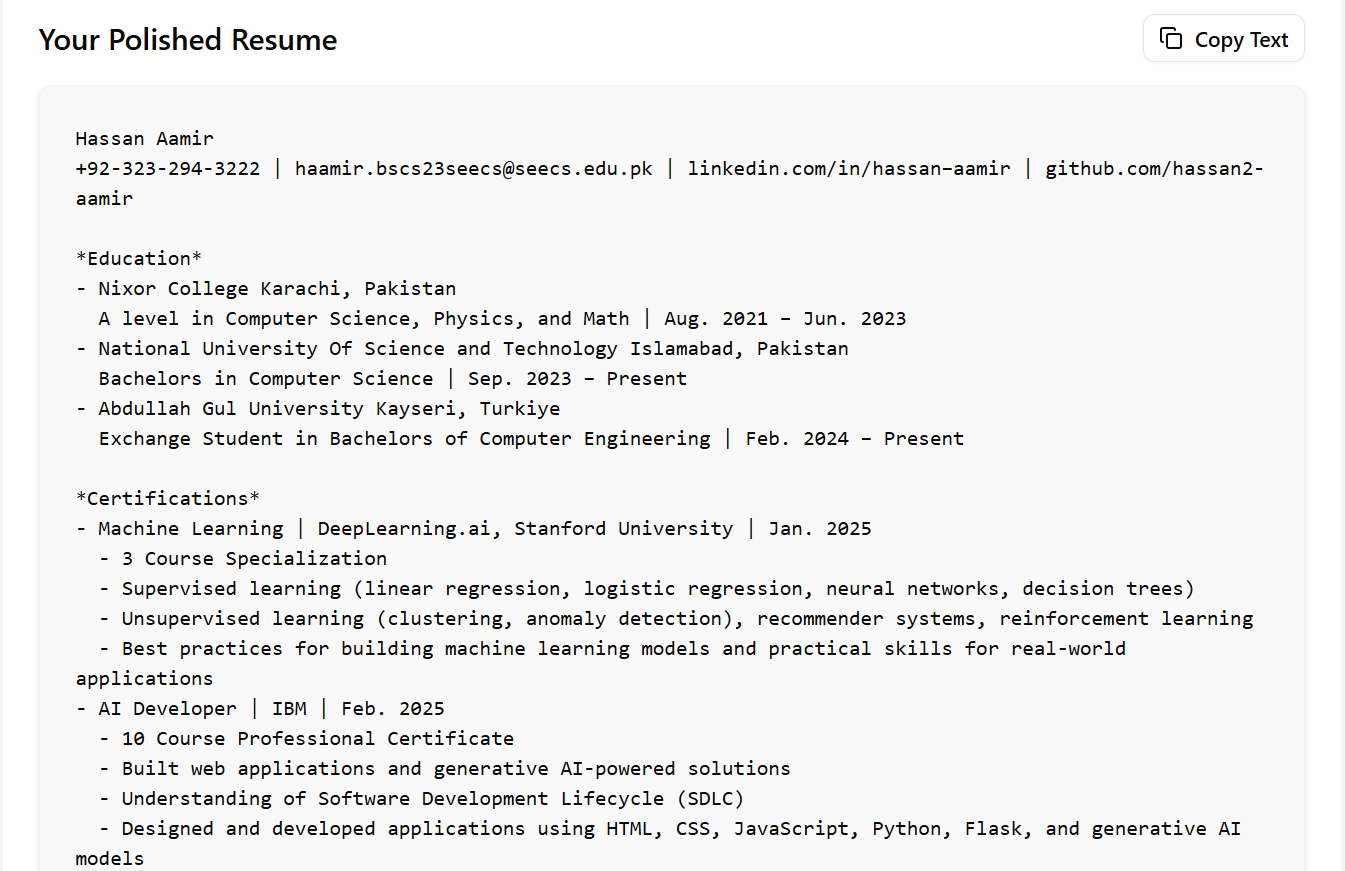 Your Polished Resume
Copy Text
Hassan Aamir
+92-323-294-3222 | haamir.bscs23seecs@seecs.edu.pk | linkedin.com/in/hassan–aamir | github.com/hassan2-
aamir
*Education*
- Nixor College Karachi, Pakistan
A level in Computer Science, Physics, and Math | Aug. 2021 – Jun. 2023
- National University Of Science and Technology Islamabad, Pakistan
Bachelors in Computer Science | Sep. 2023 – Present
- Abdullah Gul University Kayseri, Turkiye
Exchange Student in Bachelors of Computer Engineering | Feb. 2024 – Present
*Certifications*
- Machine Learning | DeepLearning.ai, Stanford University | Jan. 2025
- 3 Course Specialization
- Supervised learning (linear regression, logistic regression, neural networks, decision trees)
- Unsupervised learning (clustering, anomaly detection), recommender systems, reinforcement learning
- Best practices for building machine learning models and practical skills for real-world
applications
- AI Developer | IBM | Feb. 2025
- 10 Course Professional Certificate
- Built web applications and generative AI-powered solutions
- Understanding of Software Development Lifecycle (SDLC)
- Designed and developed applications using HTML, CSS, JavaScript, Python, Flask, and generative AI
models